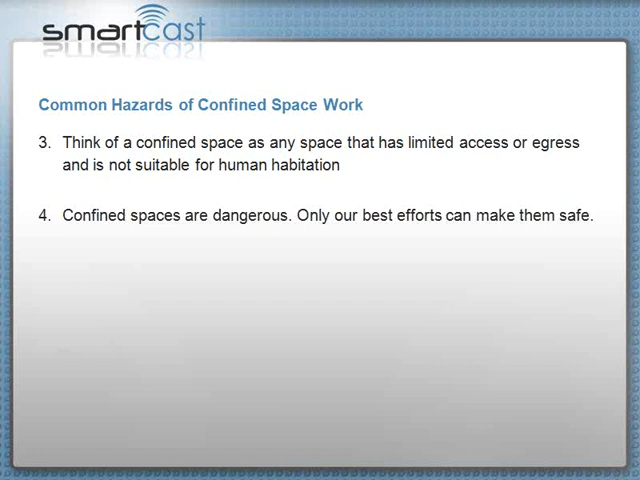 smartcast
Common Hazards of Confined Space Work
3. Think of a confined space as any space that has limited access or egress
and is not suitable for human habitation
4. Confined spaces are dangerous. Only our best efforts can make them safe.